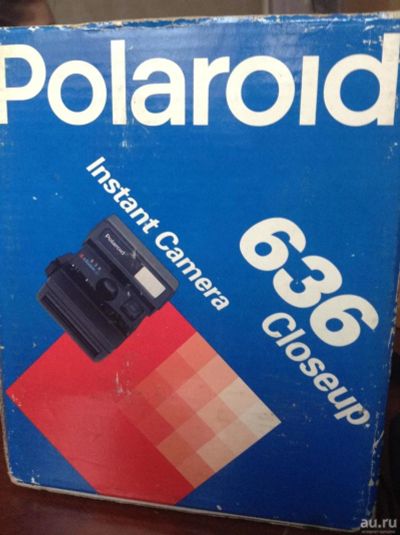 Polaroid
Instant Camera
636
Closeup
Polaroid
au.ru